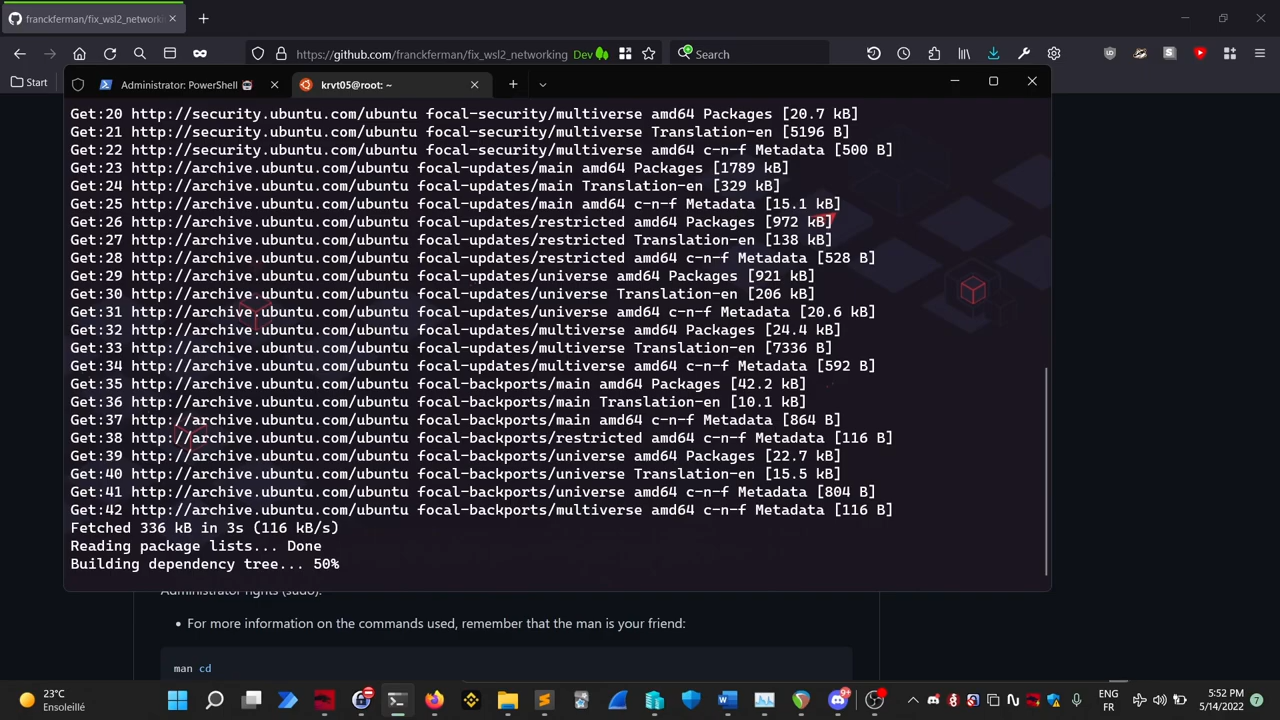 franckferman/fix_wsl2_networki
https://github.com/franckferman/fix_wsl2_networking
Dev
Search
Start
Administrator: PowerShell
krvt05@root: ~
Get:20 http://security.ubuntu.com/ubuntu focal-security/multiverse amd64 Packages [20.7 kB]
Get:21 http://security.ubuntu.com/ubuntu focal-security/multiverse Translation-en [5196 B]
Get:22 http://security.ubuntu.com/ubuntu focal-security/multiverse amd64 c-n-f Metadata [500 B]
Get:23 http://archive.ubuntu.com/ubuntu focal-updates/main amd64 Packages [1789 kB]
Get:24 http://archive.ubuntu.com/ubuntu focal-updates/main Translation-en [329 kB]
Get:25 http://archive.ubuntu.com/ubuntu focal-updates/main amd64 c-n-f Metadata [15.1 kB]
Get:26 http://archive.ubuntu.com/ubuntu focal-updates/restricted amd64 Packages [972 kB]
Get:27 http://archive.ubuntu.com/ubuntu focal-updates/restricted Translation-en [138 kB]
Get:28 http://archive.ubuntu.com/ubuntu focal-updates/restricted amd64 c-n-f Metadata [528 B]
Get:29 http://archive.ubuntu.com/ubuntu focal-updates/universe amd64 Packages [921 kB]
Get:30 http://archive.ubuntu.com/ubuntu focal-updates/universe Translation-en [206 kB]
Get:31 http://archive.ubuntu.com/ubuntu focal-updates/universe amd64 c-n-f Metadata [20.6 kB]
Get:32 http://archive.ubuntu.com/ubuntu focal-updates/multiverse amd64 Packages [24.4 kB]
Get:33 http://archive.ubuntu.com/ubuntu focal-updates/multiverse Translation-en [7336 B]
Get:34 http://archive.ubuntu.com/ubuntu focal-updates/multiverse amd64 c-n-f Metadata [592 B]
Get:35 http://archive.ubuntu.com/ubuntu focal-backports/main amd64 Packages [42.2 kB]
Get:36 http://archive.ubuntu.com/ubuntu focal-backports/main Translation-en [10.1 kB]
Get:37 http://archive.ubuntu.com/ubuntu focal-backports/main amd64 c-n-f Metadata [864 B]
Get:38 http://archive.ubuntu.com/ubuntu focal-backports/restricted amd64 c-n-f Metadata [116 B]
Get:39 http://archive.ubuntu.com/ubuntu focal-backports/universe amd64 Packages [22.7 kB]
Get:40 http://archive.ubuntu.com/ubuntu focal-backports/universe Translation-en [15.5 kB]
Get:41 http://archive.ubuntu.com/ubuntu focal-backports/universe amd64 c-n-f Metadata [804 B]
Get:42 http://archive.ubuntu.com/ubuntu focal-backports/multiverse amd64 c-n-f Metadata [116 B]
Fetched 336 kB in 3s (116 kB/s)
Reading package lists... Done
Building dependency tree... 50%
Administrator rights (sudo).
For more information on the commands used, remember that the man is your friend:
man cd
23°C
Ensoleillé
ENG
FR
5:52 PM
5/14/2022
7